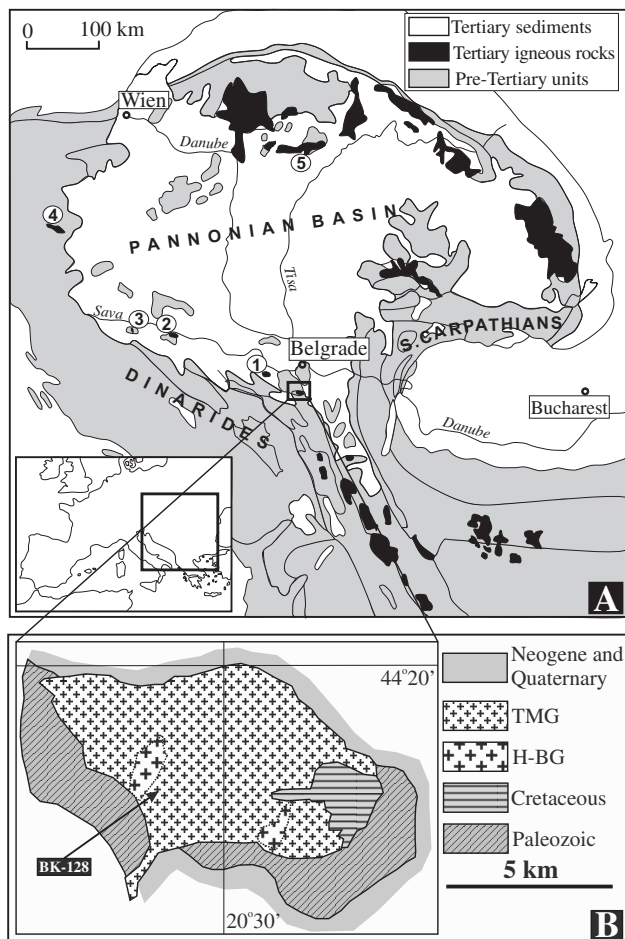 0 100 km
Tertiary sediments
Tertiary igneous rocks
Pre-Tertiary units
Wien
Danube
5
4
PANNONIAN BASIN
Tisa
Sava
3
2
S.CARPATHIANS
Belgrade
1
DINARIDES
Bucharest
Danube
A
44°20'
Neogene and
Quaternary
TMG
H-BG
Cretaceous
Paleozoic
BK-128
5 km
20°30'
B